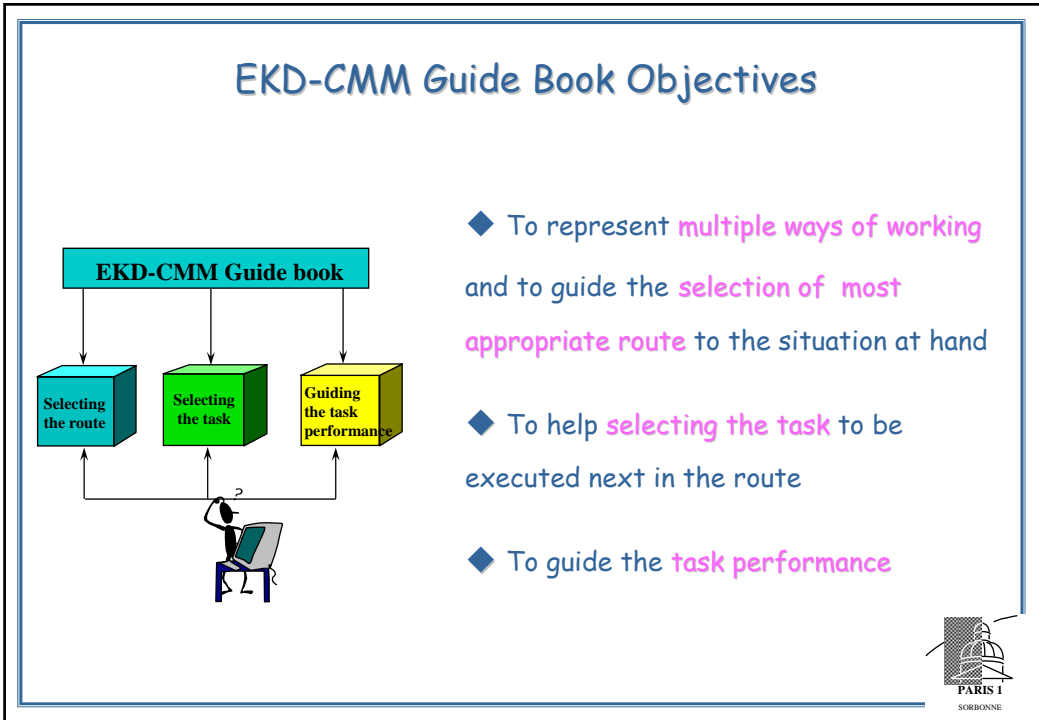 EKD-CMM Guide Book Objectives
EKD-CMM Guide book
Selecting
the route
Selecting
the task
Guiding
the task
performance
?
◆ To represent multiple ways of working
and to guide the selection of most
appropriate route to the situation at hand
◆ To help selecting the task to be
executed next in the route
◆ To guide the task performance
PARIS 1
SORBONNE